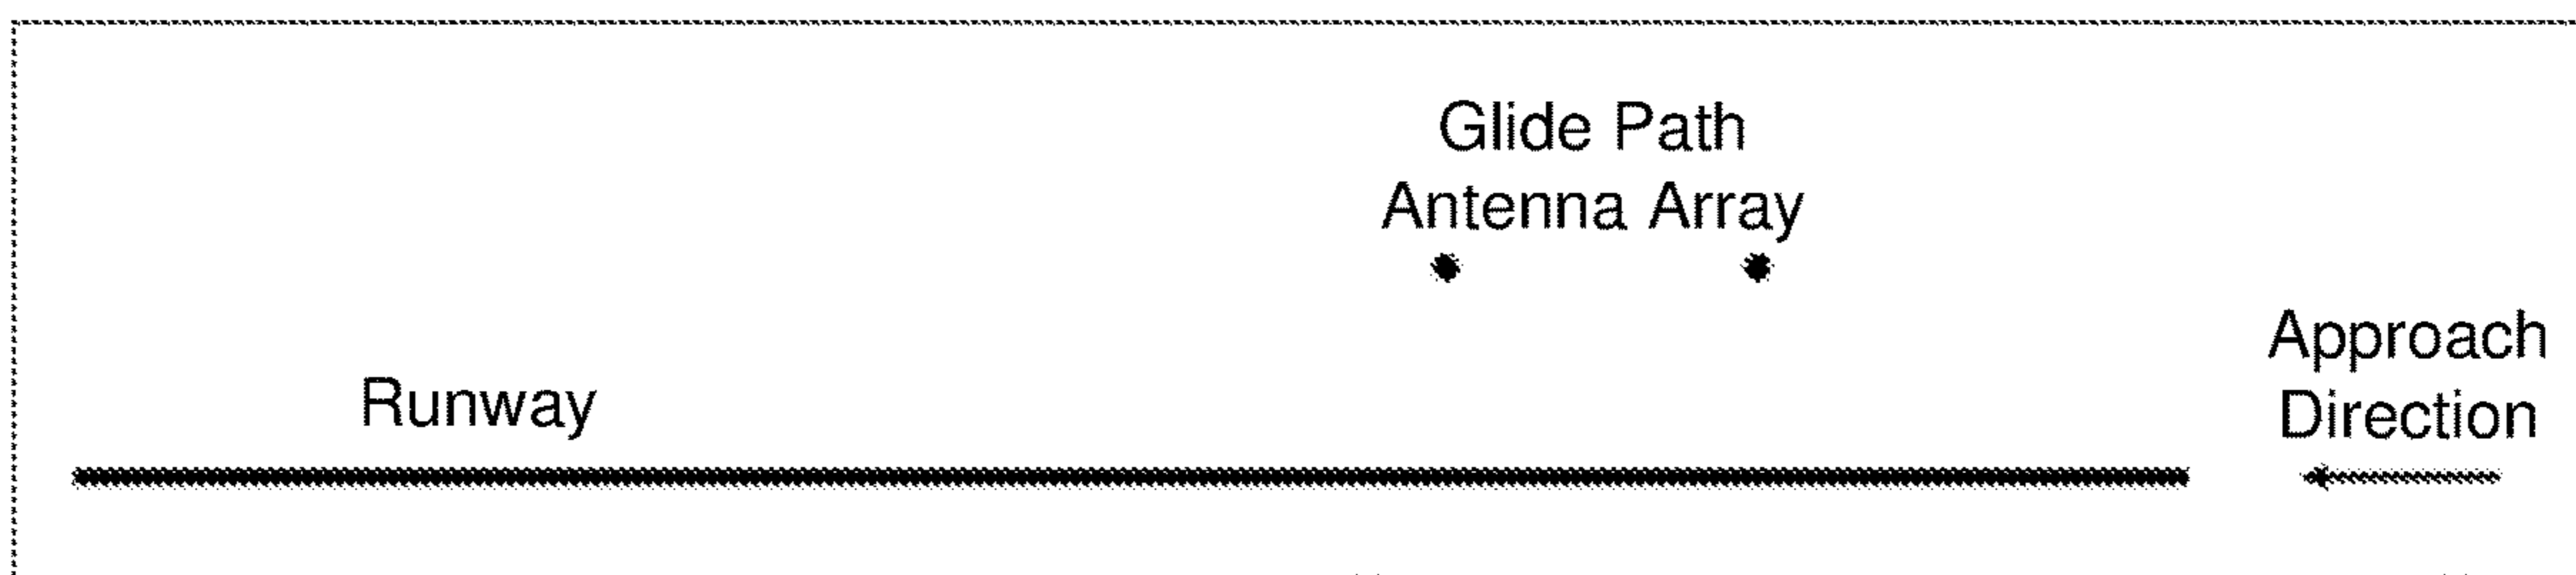 Glide Path
Antenna Array
Approach
Direction
Runway